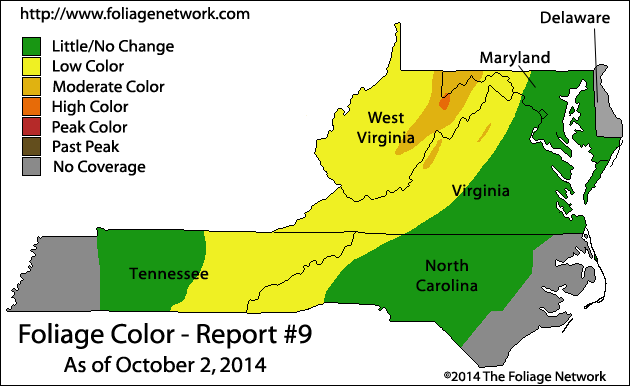 http://www.foliagenetwork.com
Delaware
Little/No Change
Maryland
Low Color
Moderate Color
High Color
Peak Color
Past Peak
No Coverage
West
Virginia
Virginia
Tennessee
North
Carolina
Foliage Color - Report #9
As of October 2, 2014
©2014 The Foliage Network